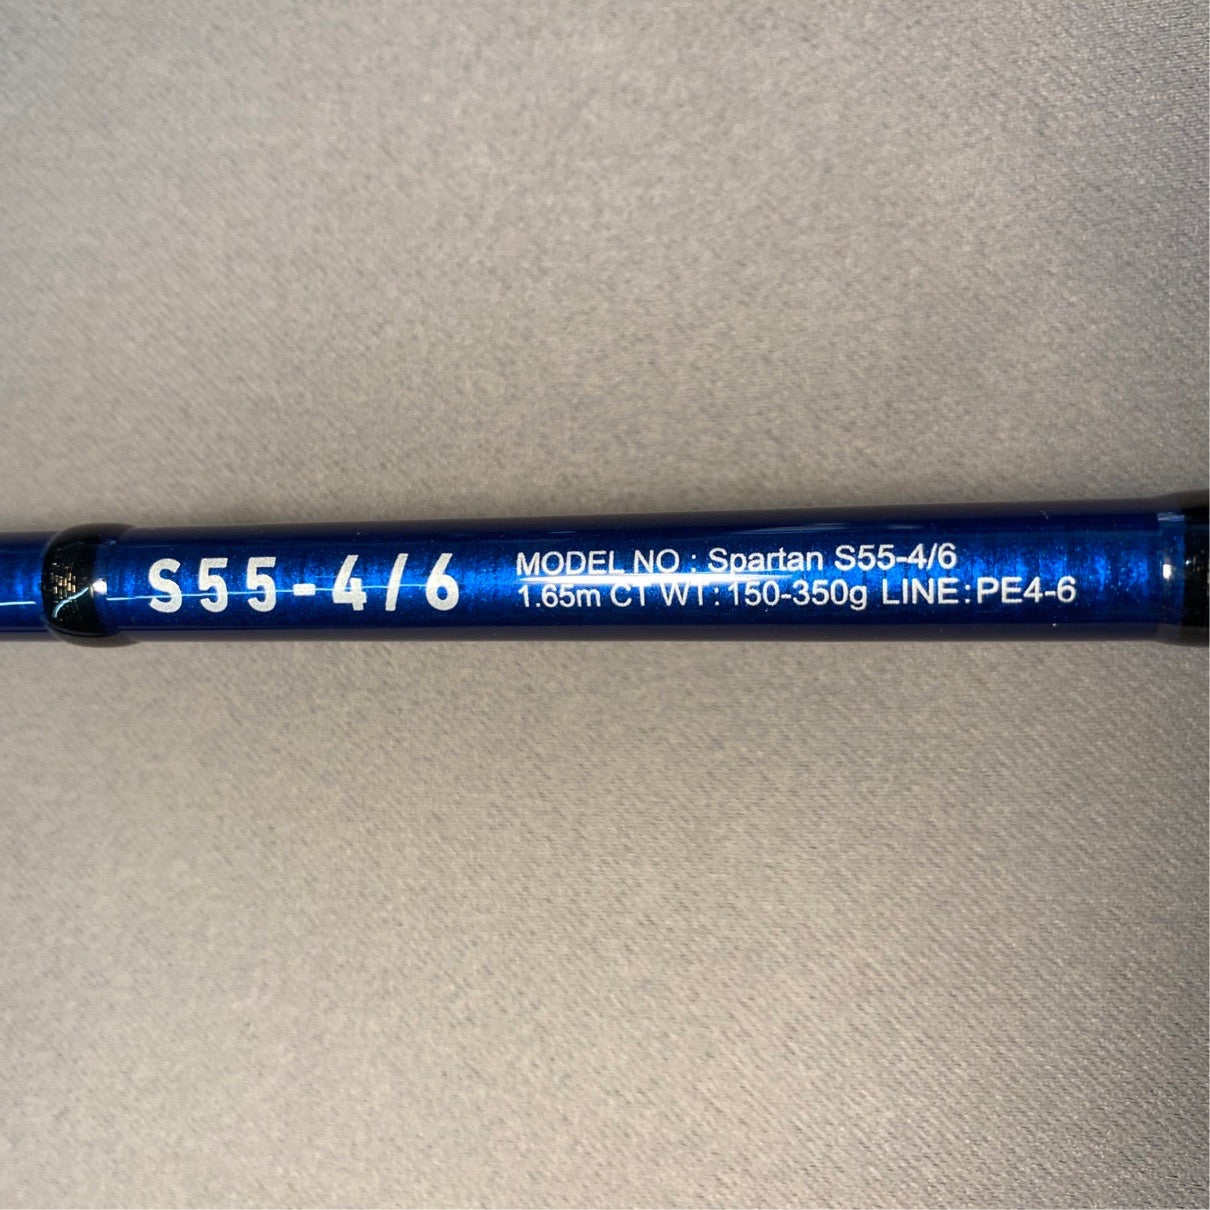 S55-4/6
MODEL NO : Spartan S55-4/6
1.65m CT WT: 150-350g LINE:PE4-6